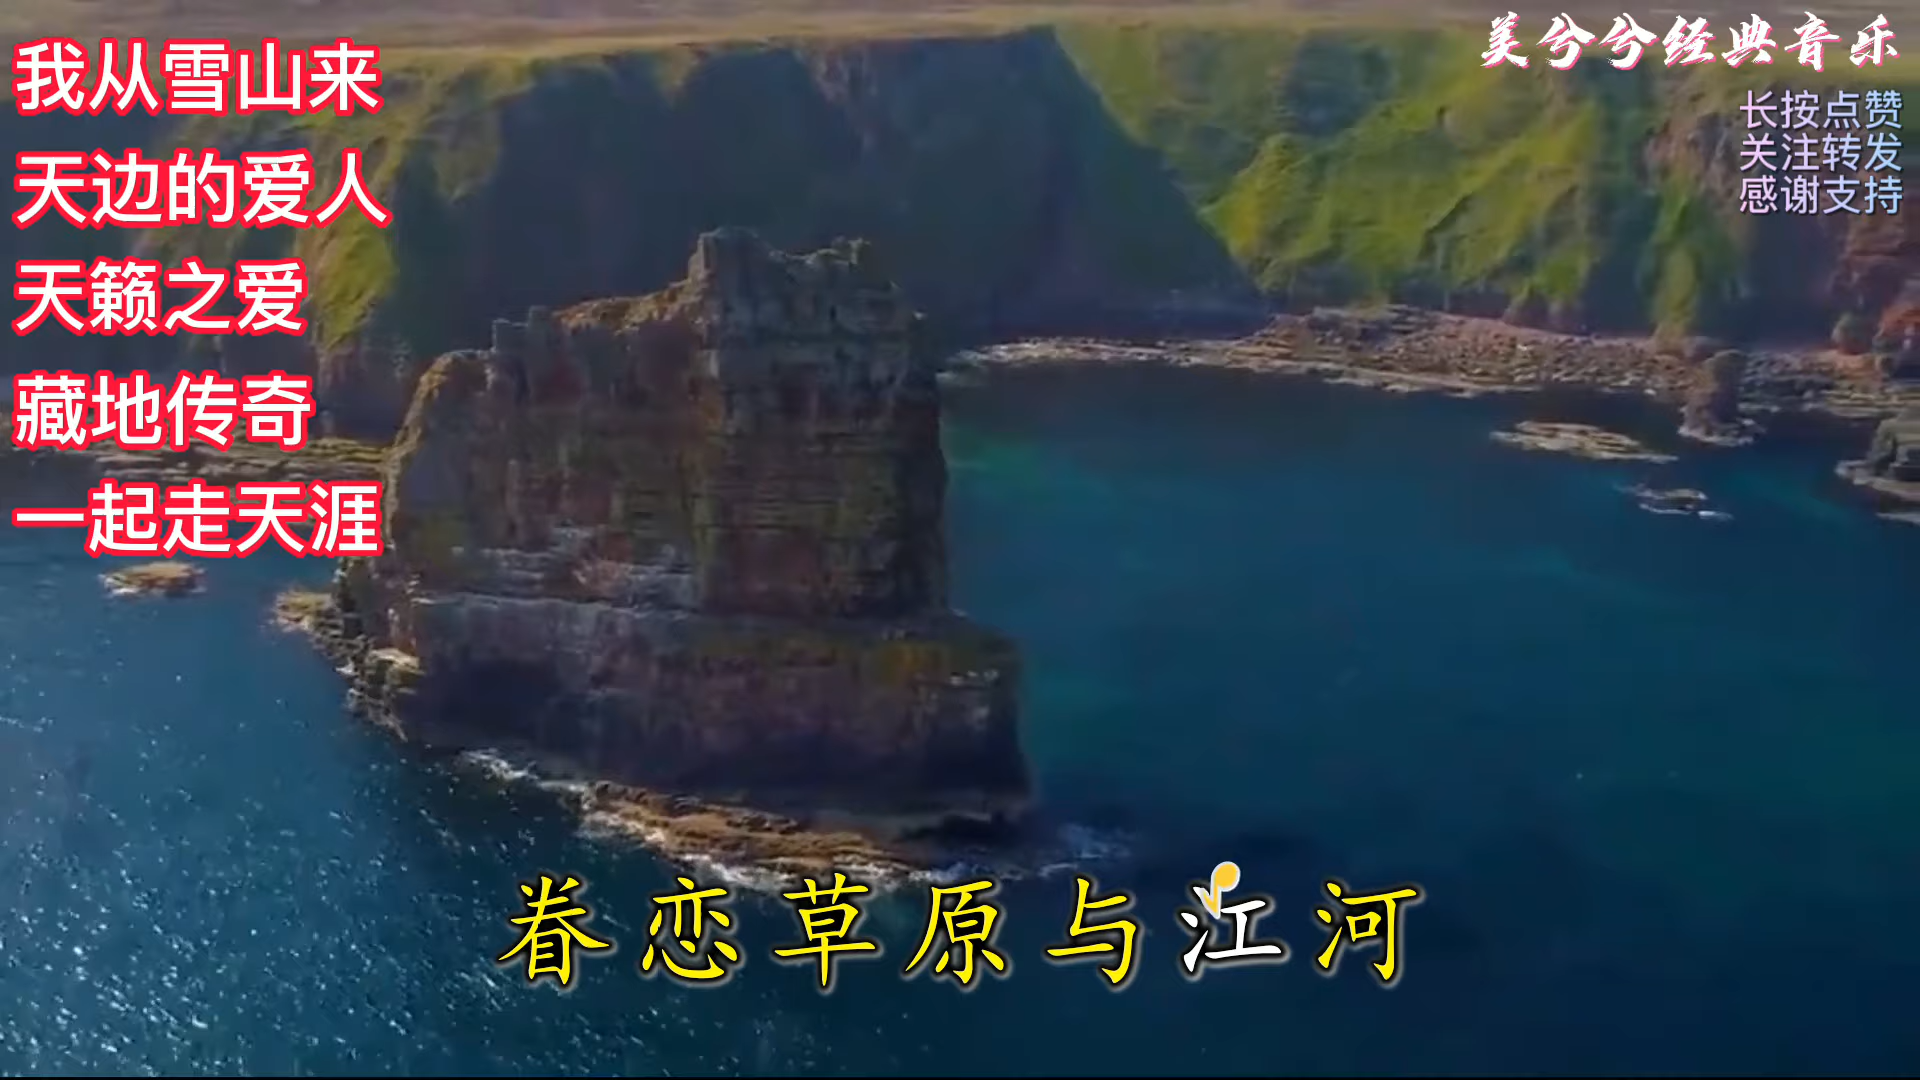 我从雪山来
天边的爱人
天籁之爱
藏地传奇
一起走天涯
美兮兮经典音乐
长按点赞
关注转发
感谢支持
眷恋草原与江河